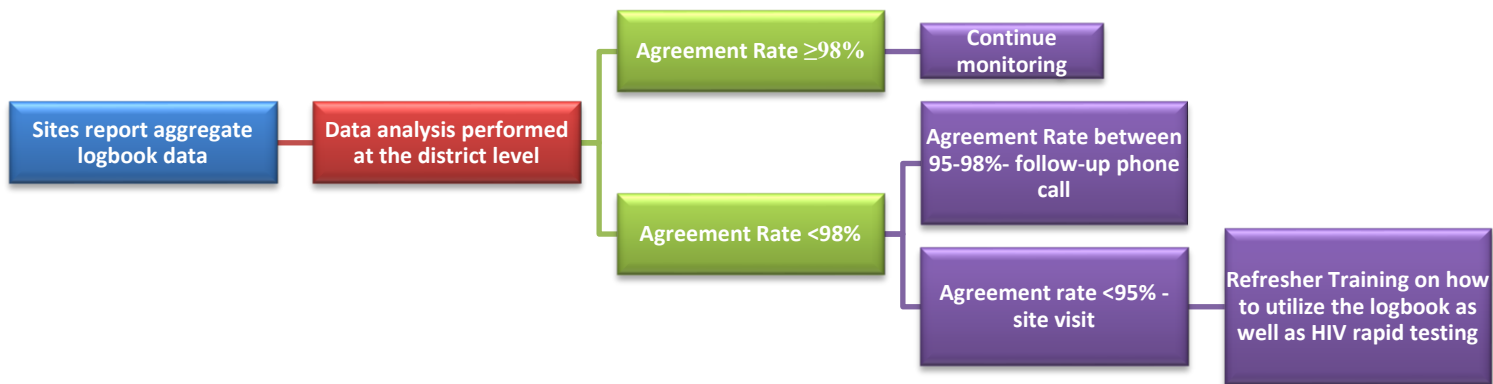 Sites report aggregate
logbook data
Data analysis performed
at the district level
Agreement Rate ≥98%
Continue
monitoring
Agreement Rate <98%
Agreement Rate between
95-98%- follow-up phone
call
Agreement rate <95% -
site visit
Refresher Training on how
to utilize the logbook as
well as HIV rapid testing